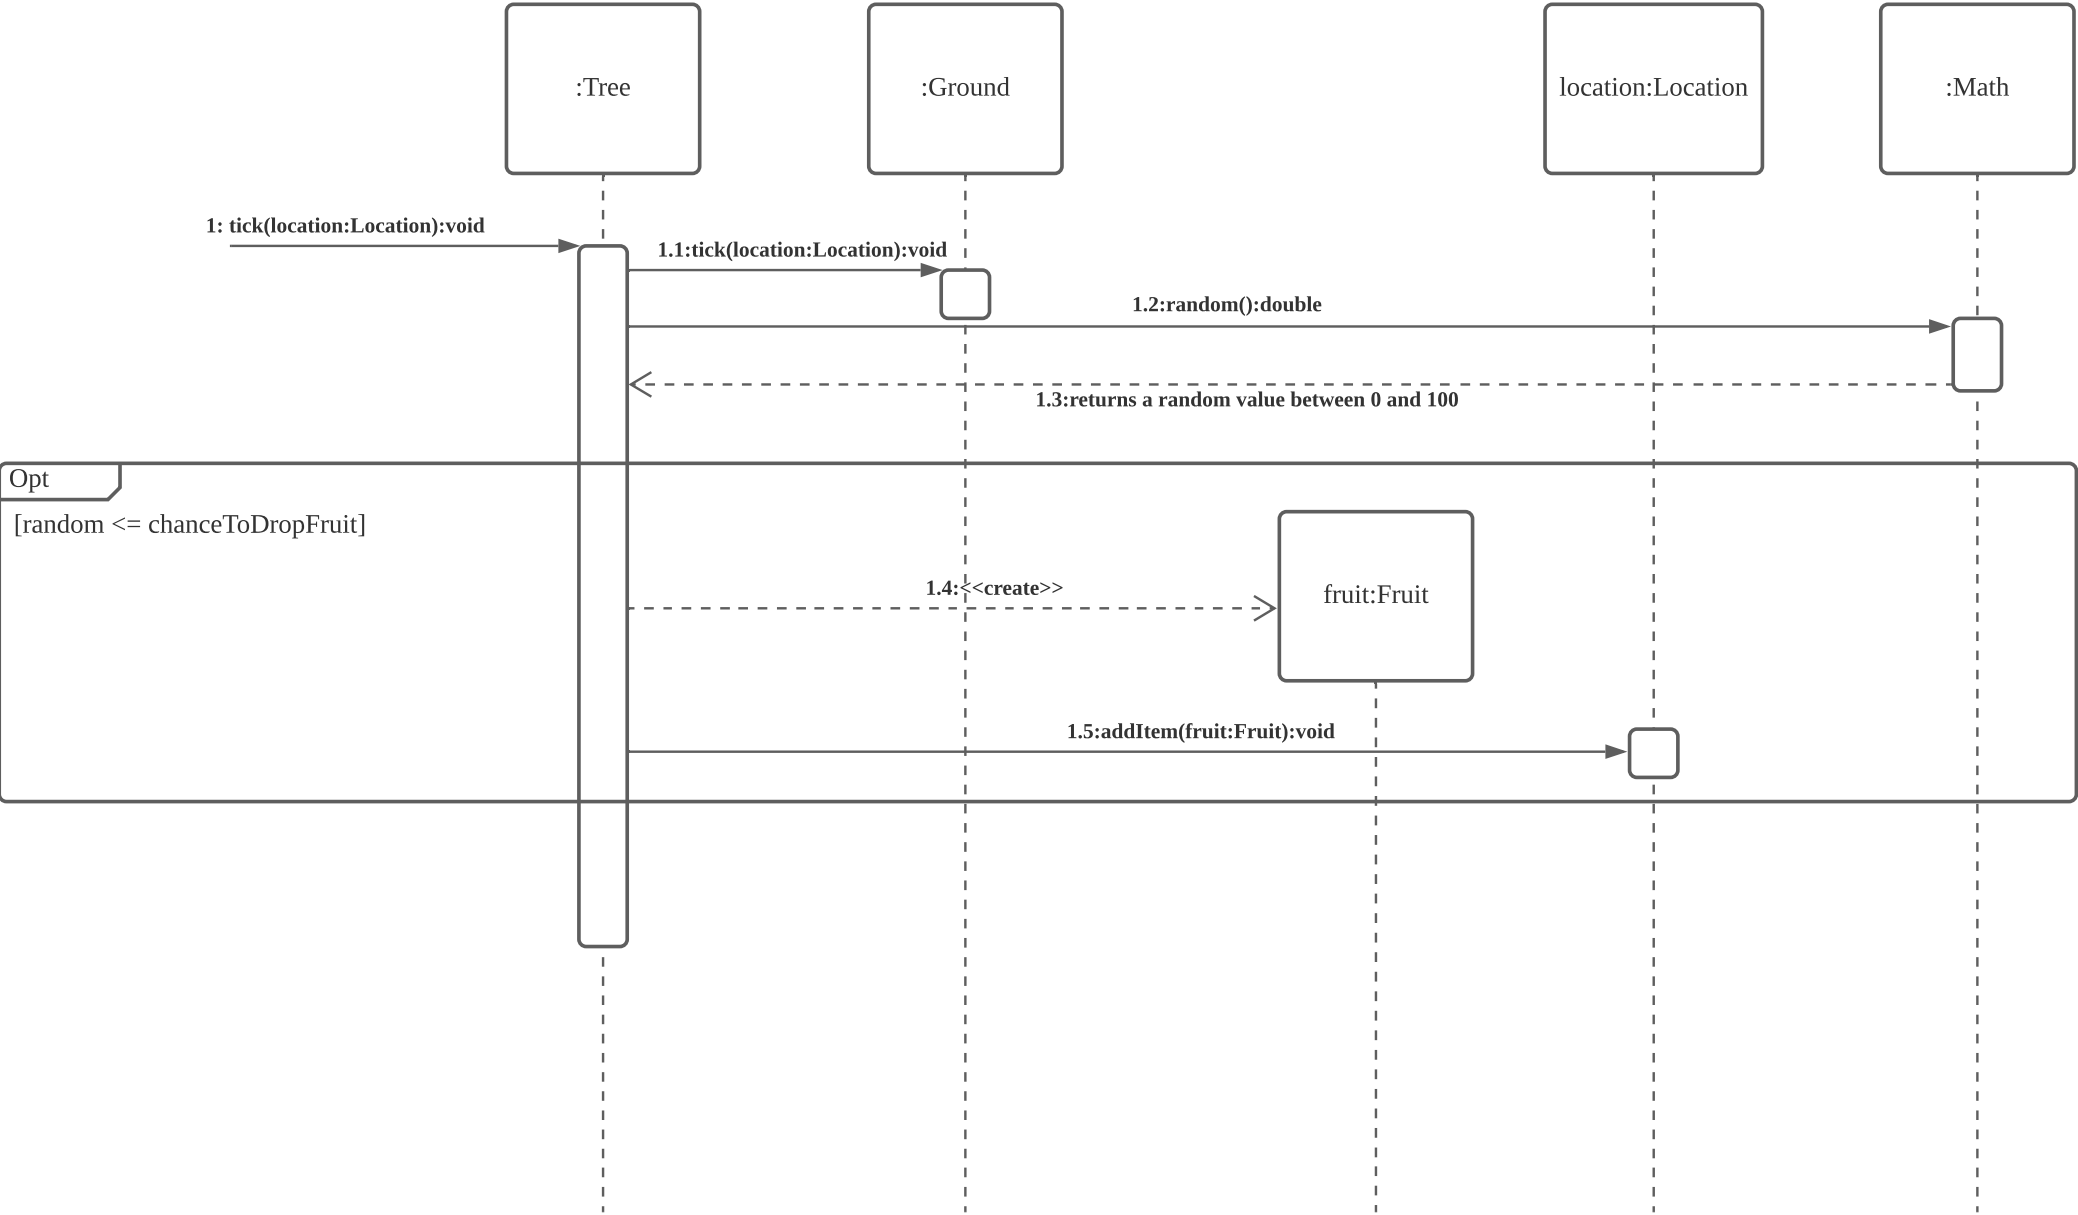 :Tree
:Ground
location:Location
:Math
1: tick(location:Location):void
1.1:tick(location:Location):void
1.2:random():double
1.3:returns a random value between 0 and 100
Opt
[random <= chanceToDropFruit]
1.4:<<create>>
fruit:Fruit
1.5:addItem(fruit:Fruit):void